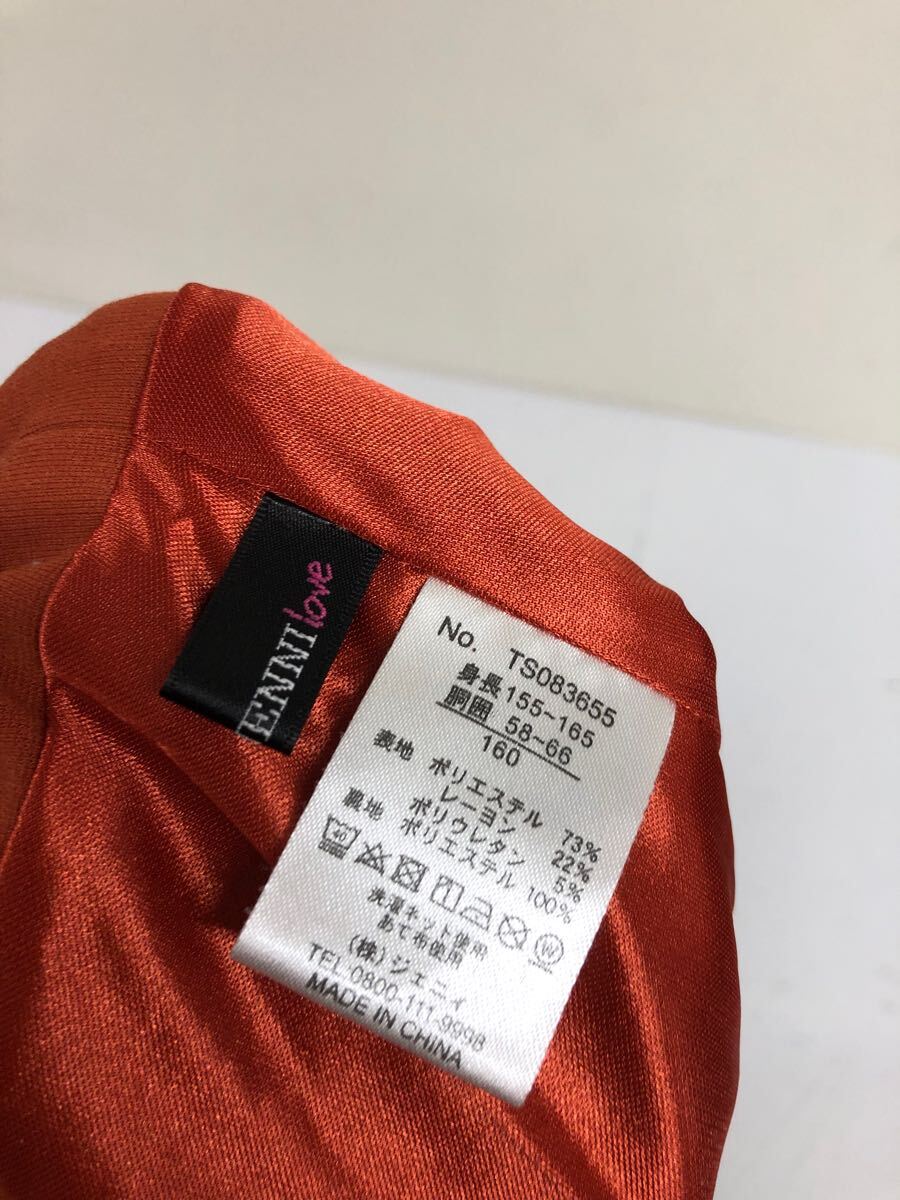 ENNI love
No. TS083655
身長 155~165
胴囲 58~66
160
表地 ポリエステル 73%
レーヨン 22%
ポリウレタン 5%
裏地 ポリエステル 100%
40
W
洗濯ネット使用
あて布使用
(株)ジェニィ
TEL.0800-111-9998
MADE IN CHINA